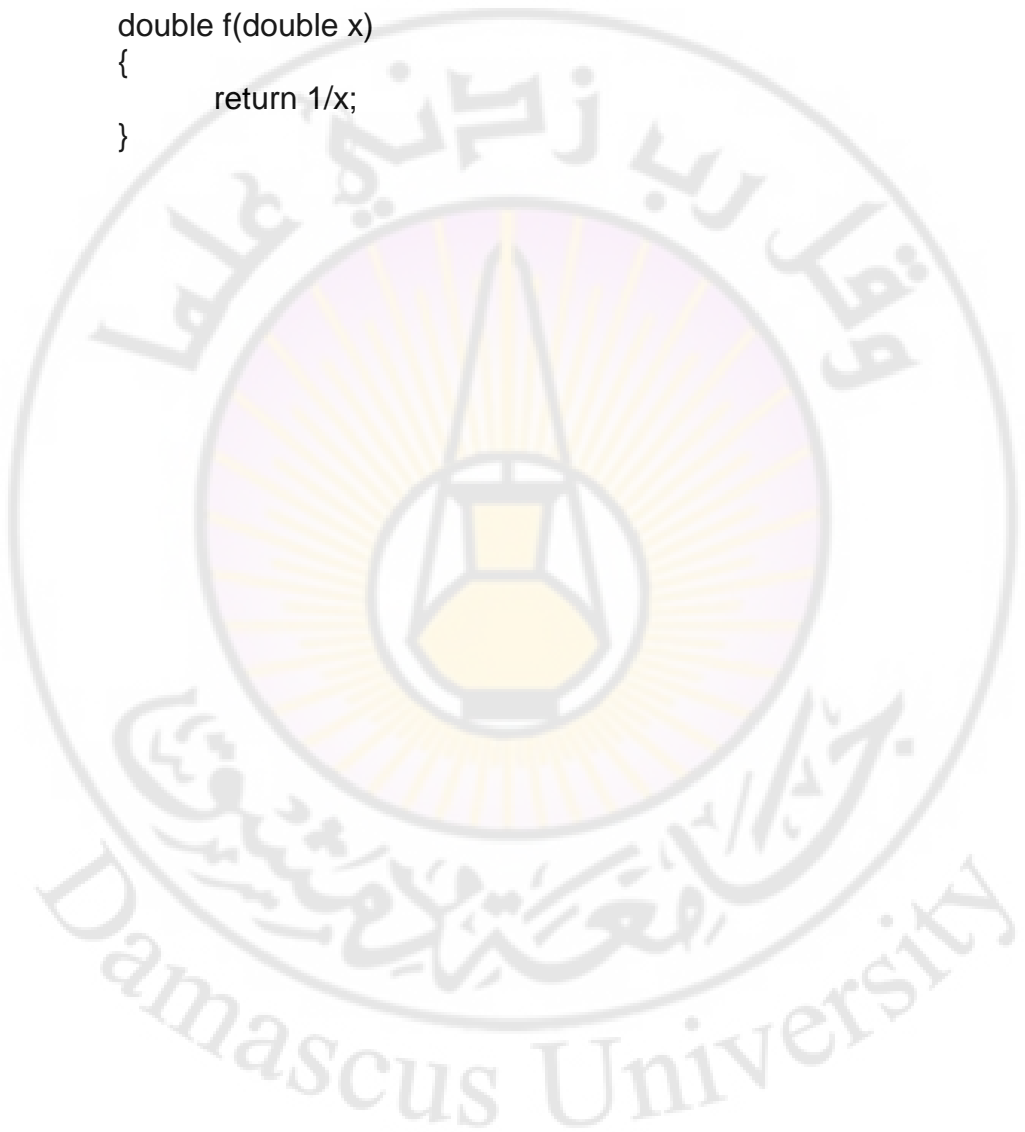 double f(double x)
{
return 1/x;
}
وقل رب زدني علما
جامعة دمشق
Damascus University